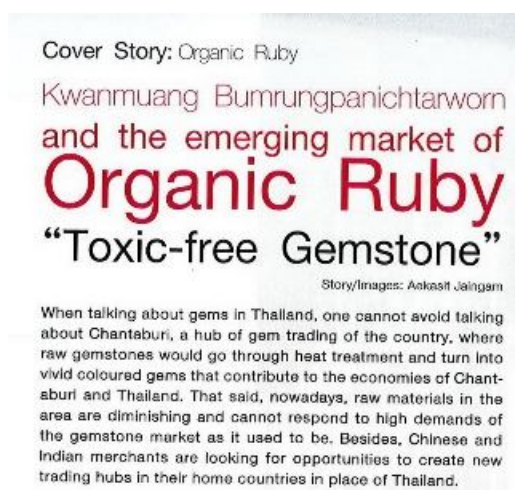 Cover Story: Organic Ruby
Kwanmuang Bumrungpanichtarworn
and the emerging market of
Organic Ruby
“Toxic-free Gemstone”
Story/Images: Aekasit Jaingam
When talking about gems in Thailand, one cannot avoid talking
about Chantaburi, a hub of gem trading of the country, where
raw gemstones would go through heat treatment and turn into
vivid coloured gems that contribute to the economies of Chant-
aburi and Thailand. That said, nowadays, raw materials in the
area are diminishing and cannot respond to high demands of
the gemstone market as it used to be. Besides, Chinese and
Indian merchants are looking for opportunities to create new
trading hubs in their home countries in place of Thailand.